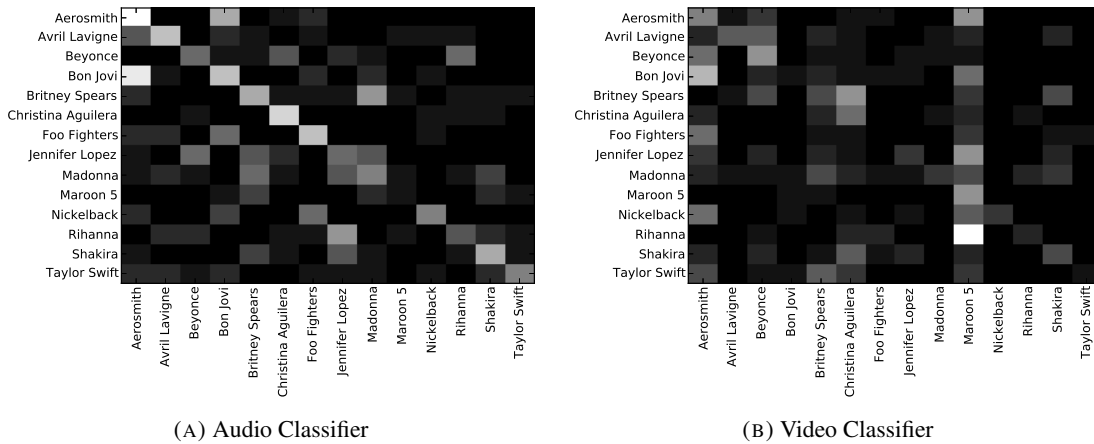 Aerosmith
Avril Lavigne
Beyonce
Bon Jovi
Britney Spears
Christina Aguilera
Foo Fighters
Jennifer Lopez
Madonna
Maroon 5
Nickelback
Rihanna
Shakira
Taylor Swift
Aerosmith
Avril Lavigne
Beyonce
Bon Jovi
Britney Spears
Christina Aguilera
Foo Fighters
Jennifer Lopez
Madonna
Maroon 5
Nickelback
Rihanna
Shakira
Taylor Swift
(A) Audio Classifier
Aerosmith
Avril Lavigne
Beyonce
Bon Jovi
Britney Spears
Christina Aguilera
Foo Fighters
Jennifer Lopez
Madonna
Maroon 5
Nickelback
Rihanna
Shakira
Taylor Swift
Aerosmith
Avril Lavigne
Beyonce
Bon Jovi
Britney Spears
Christina Aguilera
Foo Fighters
Jennifer Lopez
Madonna
Maroon 5
Nickelback
Rihanna
Shakira
Taylor Swift
(B) Video Classifier